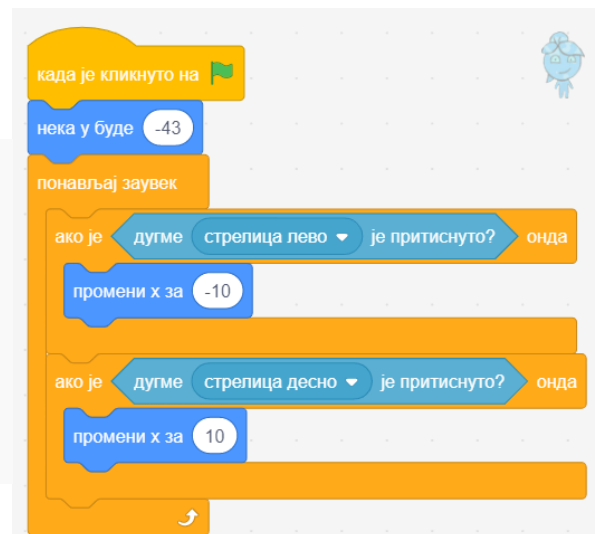 када је кликнуто на
нека y буде -43
понављај заувек
ако је дугме стрелица лево је притиснуто? онда
промени x за -10
ако је дугме стрелица десно је притиснуто? онда
промени x за 10